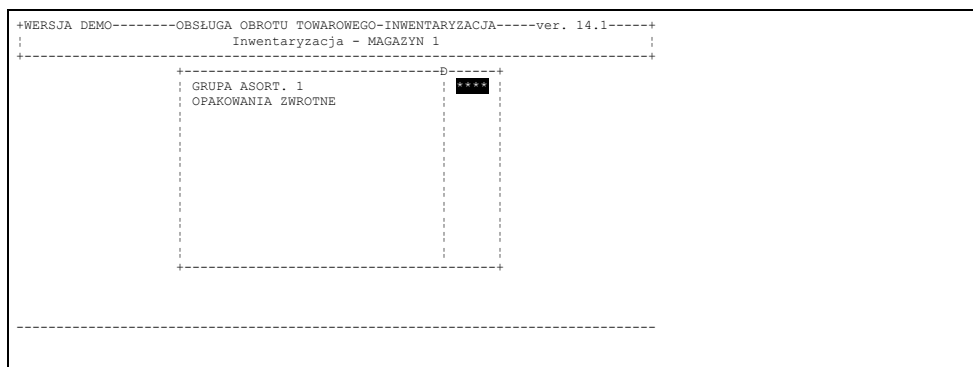 +WERSJA DEMO--------OBSŁUGA OBROTU TOWAROWEGO-INWENTARYZACJA-----ver. 14.1-----+
¦ Inwentaryzacja - MAGAZYN 1 ¦
+------------------------------------------------------------------------------+
+--------------------------------D------+
¦ GRUPA ASORT. 1 ¦ **** ¦
¦ OPAKOWANIA ZWROTNE ¦ ¦
+---------------------------------------+
--------------------------------------------------------------------------------